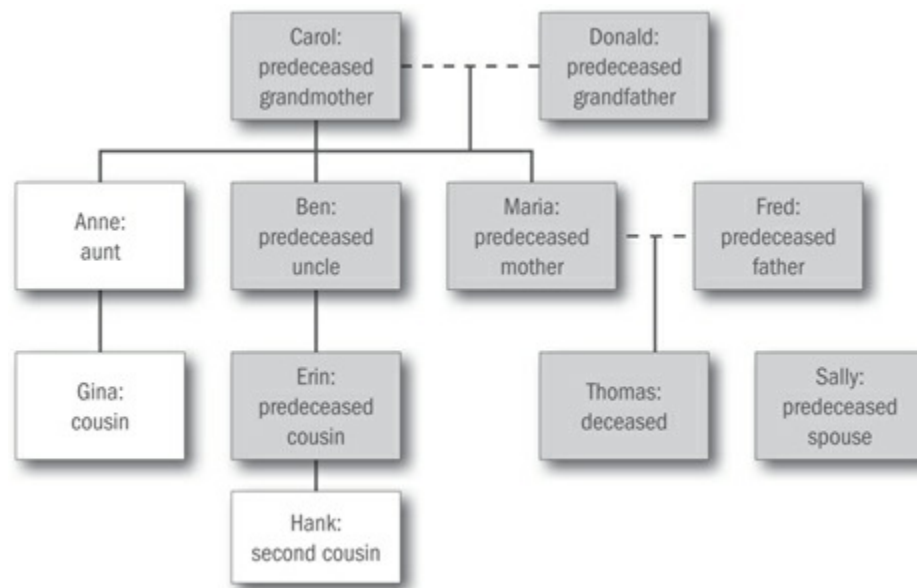 Carol:
predeceased
grandmother
Donald:
predeceased
grandfather
Anne:
aunt
Ben:
predeceased
uncle
Maria:
predeceased
mother
Fred:
predeceased
father
Gina:
cousin
Erin:
predeceased
cousin
Thomas:
deceased
Sally:
predeceased
spouse
Hank:
second cousin